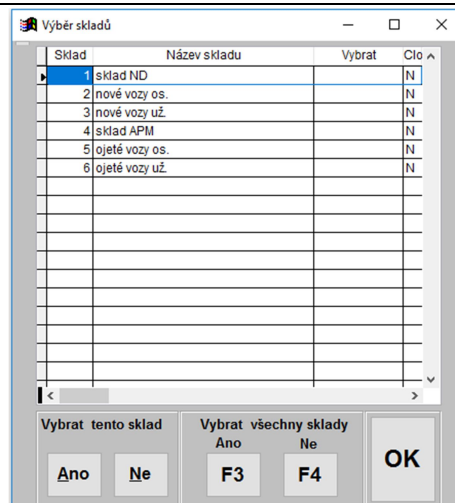 Výběr skladů
Sklad Název skladu Vybrat Clo
1 sklad ND N
2 nové vozy os. N
3 nové vozy už. N
4 sklad APM N
5 ojeté vozy os. N
6 ojeté vozy už. N
Vybrat tento sklad Vybrat všechny sklady
Ano Ne
Ano Ne F3 F4 OK